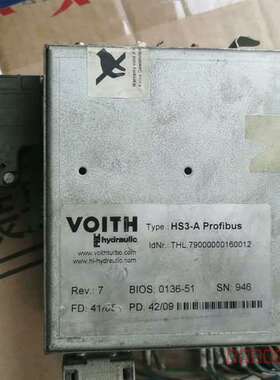 VOITH
hydraulic
www.voithturbo.com
www.hi-hydraulic.com
Type: HS3-A Profibus
IdNr.: THL.79000000160012
Rev.: 7 BIOS: 0136-51 SN: 946
PD: 42/09